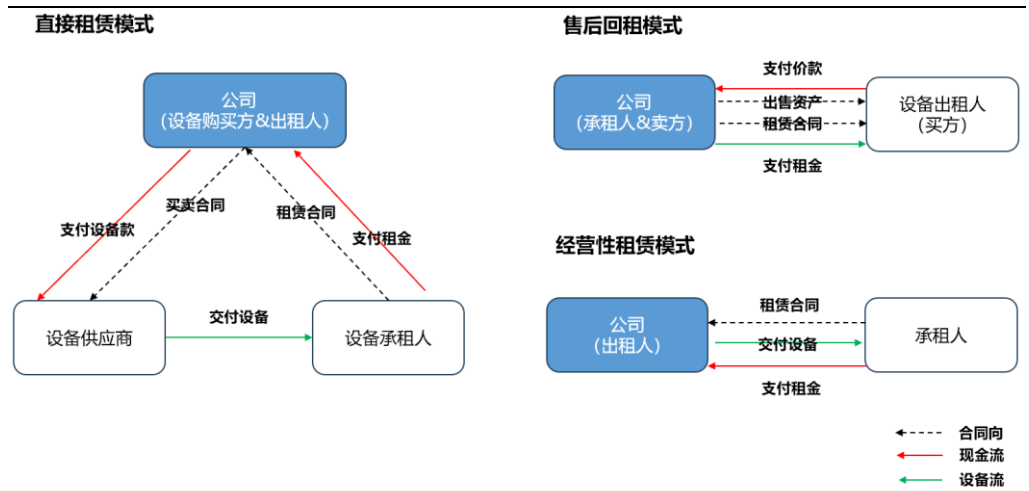 直接租赁模式
公司
(设备购买方&出租人)
买卖合同
租赁合同
支付设备款
支付租金
设备供应商
交付设备
设备承租人
售后回租模式
支付价款
公司
(承租人&卖方)
出售资产
租赁合同
设备出租人
(买方)
支付租金
经营性租赁模式
租赁合同
公司
(出租人)
交付设备
承租人
支付租金
合同向
现金流
设备流